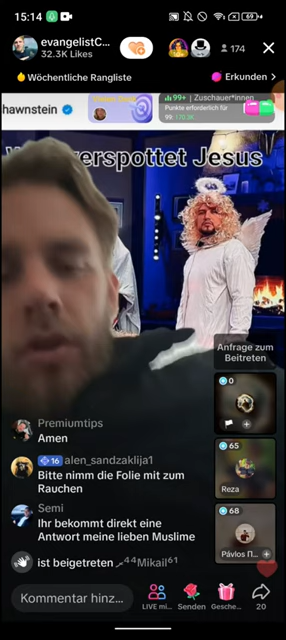 15:14
69
evangelistC...
32.3K Likes
174
Wöchentliche Rangliste
Erkunden >
hawnstein
99+ | Zuschauer*innen
Punkte erforderlich für
99: 170.3K
verspottet Jesus
Anfrage zum
Beitreten
0
Premiumtips
Amen
16 alen_sandzaklija1
Bitte nimm die Folie mit zum
Rauchen
65
Reza
Semi
Ihr bekommt direkt eine
Antwort meine lieben Muslime
68
Pávlos Π...
ist beigetreten 44Mikail61
Kommentar hinz...
LIVE mi...
Senden
Gesche...
20